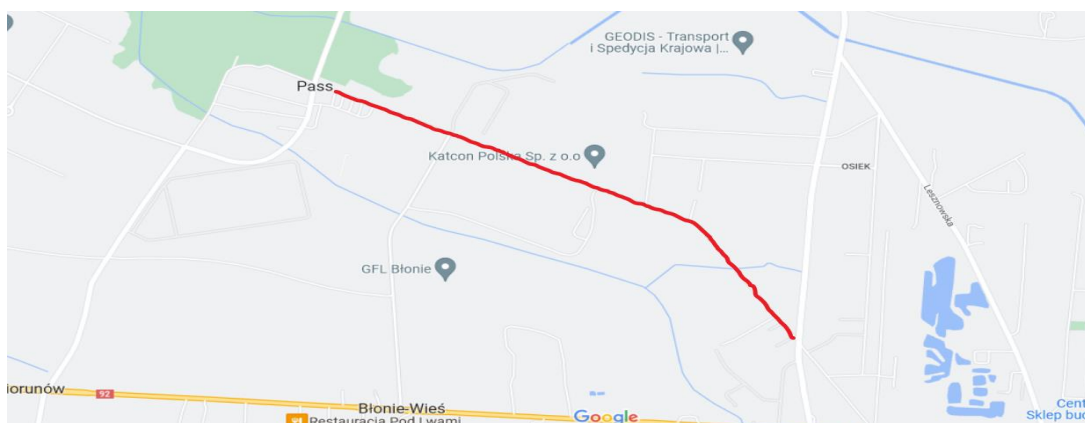 GEODIS - Transport
i Spedycja Krajowa |...
Pass
Katcon Polska Sp. z o.o
OSIEK
Lesznowska
GFL Błonie
iorunów
92
Błonie-Wieś
Restauracja Pod Lwami
Google
Cent
Sklep bud